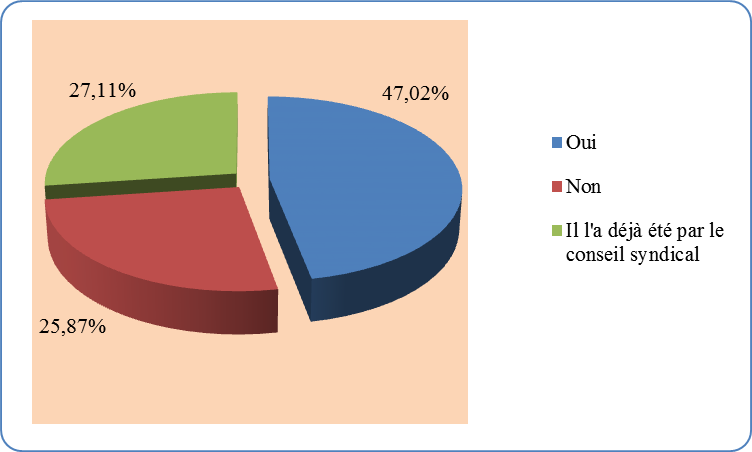 27,11%
47,02%
25,87%
Oui
Non
Il l'a déjà été par le
conseil syndical